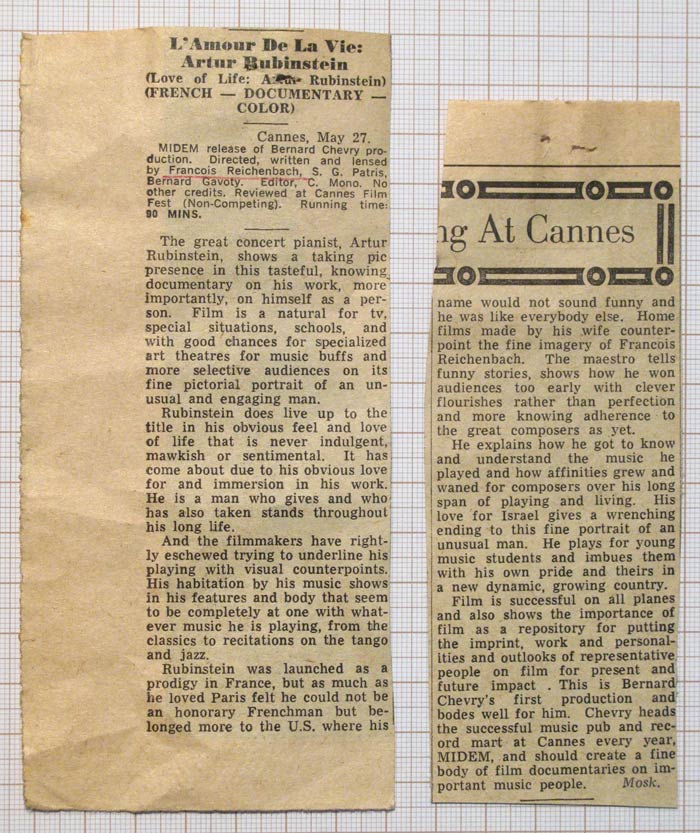 L'Amour De La Vie:
Artur Rubinstein
(Love of Life: Artur Rubinstein)
(FRENCH — DOCUMENTARY —
COLOR)
Cannes, May 27.
MIDEM release of Bernard Chevry pro-
duction. Directed, written and lensed
by Francois Reichenbach, S. G. Patris,
Bernard Gavoty. Editor, C. Mono. No
other credits. Reviewed at Cannes Film
Fest (Non-Competing). Running time:
90 MINS.
The great concert pianist, Artur
Rubinstein, shows a taking pic
presence in this tasteful, knowing
documentary on his work, more
importantly, on himself as a per-
son. Film is a natural for tv,
special situations, schools, and
with good chances for specialized
art theatres for music buffs and
more selective audiences on its
fine pictorial portrait of an un-
usual and engaging man.
Rubinstein does live up to the
title in his obvious feel and love
of life that is never indulgent,
mawkish or sentimental. It has
come about due to his obvious love
for and immersion in his work.
He is a man who gives and who
has also taken stands throughout
his long life.
And the filmmakers have right-
ly eschewed trying to underline his
playing with visual counterpoints.
His habitation by his music shows
in his features and body that seem
to be completely at one with what-
ever music he is playing, from the
classics to recitations on the tango
and jazz.
Rubinstein was launched as a
prodigy in France, but as much as
he loved Paris felt he could not be
an honorary Frenchman but be-
longed more to the U.S. where his
ng At Cannes
name would not sound funny and
he was like everybody else. Home
films made by his wife counter-
point the fine imagery of Francois
Reichenbach. The maestro tells
funny stories, shows how he won
audiences too early with clever
flourishes rather than perfection
and more knowing adherence to
the great composers as yet.
He explains how he got to know
and understand the music he
played and how affinities grew and
waned for composers over his long
span of playing and living. His
love for Israel gives a wrenching
ending to this fine portrait of an
unusual man. He plays for young
music students and imbues them
with his own pride and theirs in
a new dynamic, growing country.
Film is successful on all planes
and also shows the importance of
film as a repository for putting
the imprint, work and personal-
ities and outlooks of representative
people on film for present and
future impact . This is Bernard
Chevry's first production and
bodes well for him. Chevry heads
the successful music pub and rec-
ord mart at Cannes every year,
MIDEM, and should create a fine
body of film documentaries on im-
portant music people. Mosk.